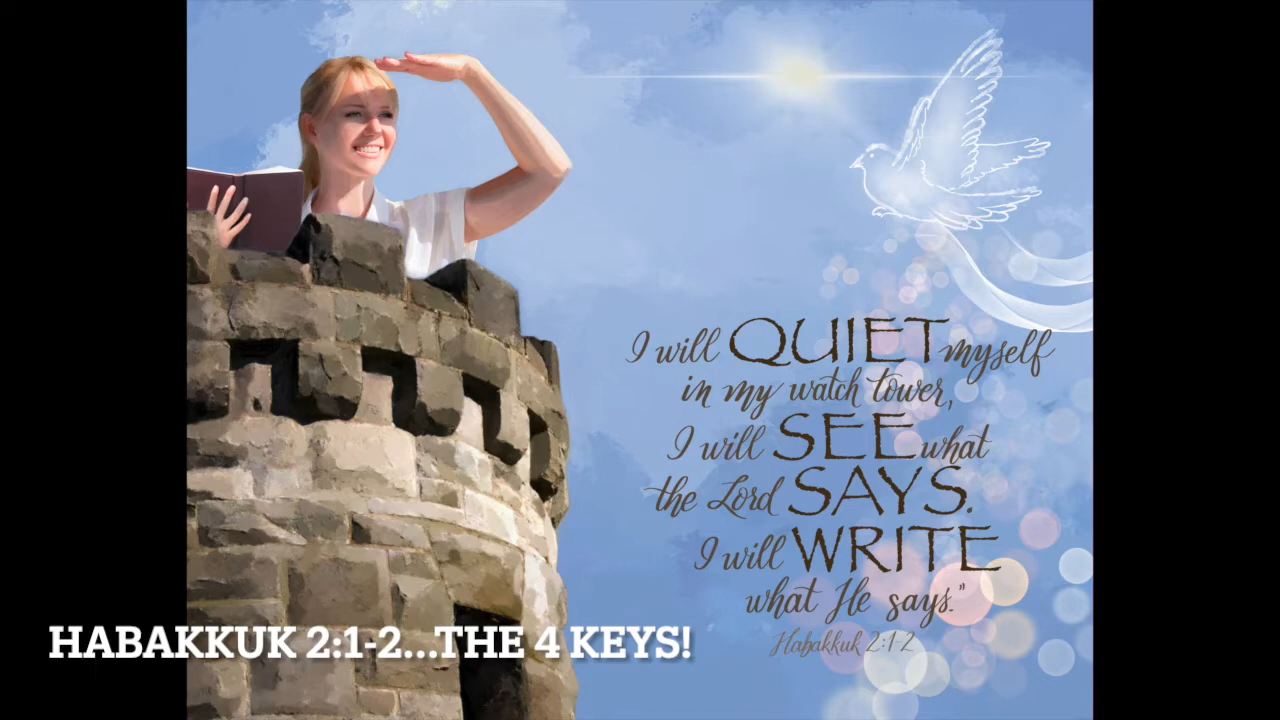 I will QUIET myself
in my watch tower,
I will SEE what
the Lord SAYS.
I will WRITE
what He says."
Habakkuk 2:1-2
HABAKKUK 2:1-2...THE 4 KEYS!